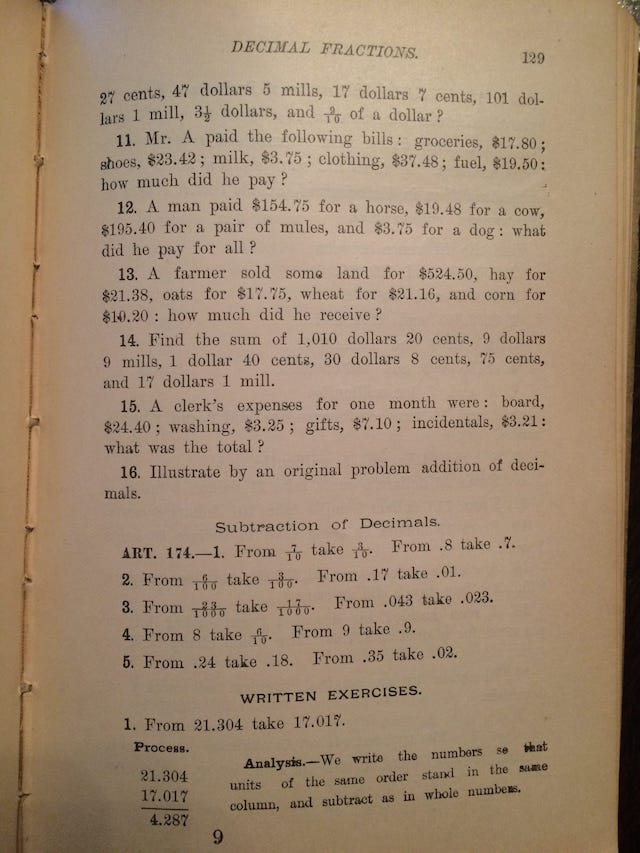 DECIMAL FRACTIONS. 129
27 cents, 47 dollars 5 mills, 17 dollars 7 cents, 101 dol-
lars 1 mill, 3½ dollars, and 9/10 of a dollar?
11. Mr. A paid the following bills: groceries, $17.80;
shoes, $23.42; milk, $3.75; clothing, $37.48; fuel, $19.50:
how much did he pay?
12. A man paid $154.75 for a horse, $19.48 for a cow,
$195.40 for a pair of mules, and $3.75 for a dog: what
did he pay for all?
13. A farmer sold some land for $524.50, hay for
$21.38, oats for $17.75, wheat for $21.16, and corn for
$10.20: how much did he receive?
14. Find the sum of 1,010 dollars 20 cents, 9 dollars
9 mills, 1 dollar 40 cents, 30 dollars 8 cents, 75 cents,
and 17 dollars 1 mill.
15. A clerk's expenses for one month were: board,
$24.40; washing, $3.25; gifts, $7.10; incidentals, $3.21:
what was the total?
16. Illustrate by an original problem addition of deci-
mals.
Subtraction of Decimals.
ART. 174.—1. From 7/10 take 3/10. From .8 take .7.
2. From 6/100 take 3/100. From .17 take .01.
3. From 23/1000 take 17/1000. From .043 take .023.
4. From 8 take 6/10. From 9 take .9.
5. From .24 take .18. From .35 take .02.
WRITTEN EXERCISES.
1. From 21.304 take 17.017.
Process.
21.304
17.017
4.287
Analysis.—We write the numbers so that
units of the same order stand in the same
column, and subtract as in whole numbers.
9